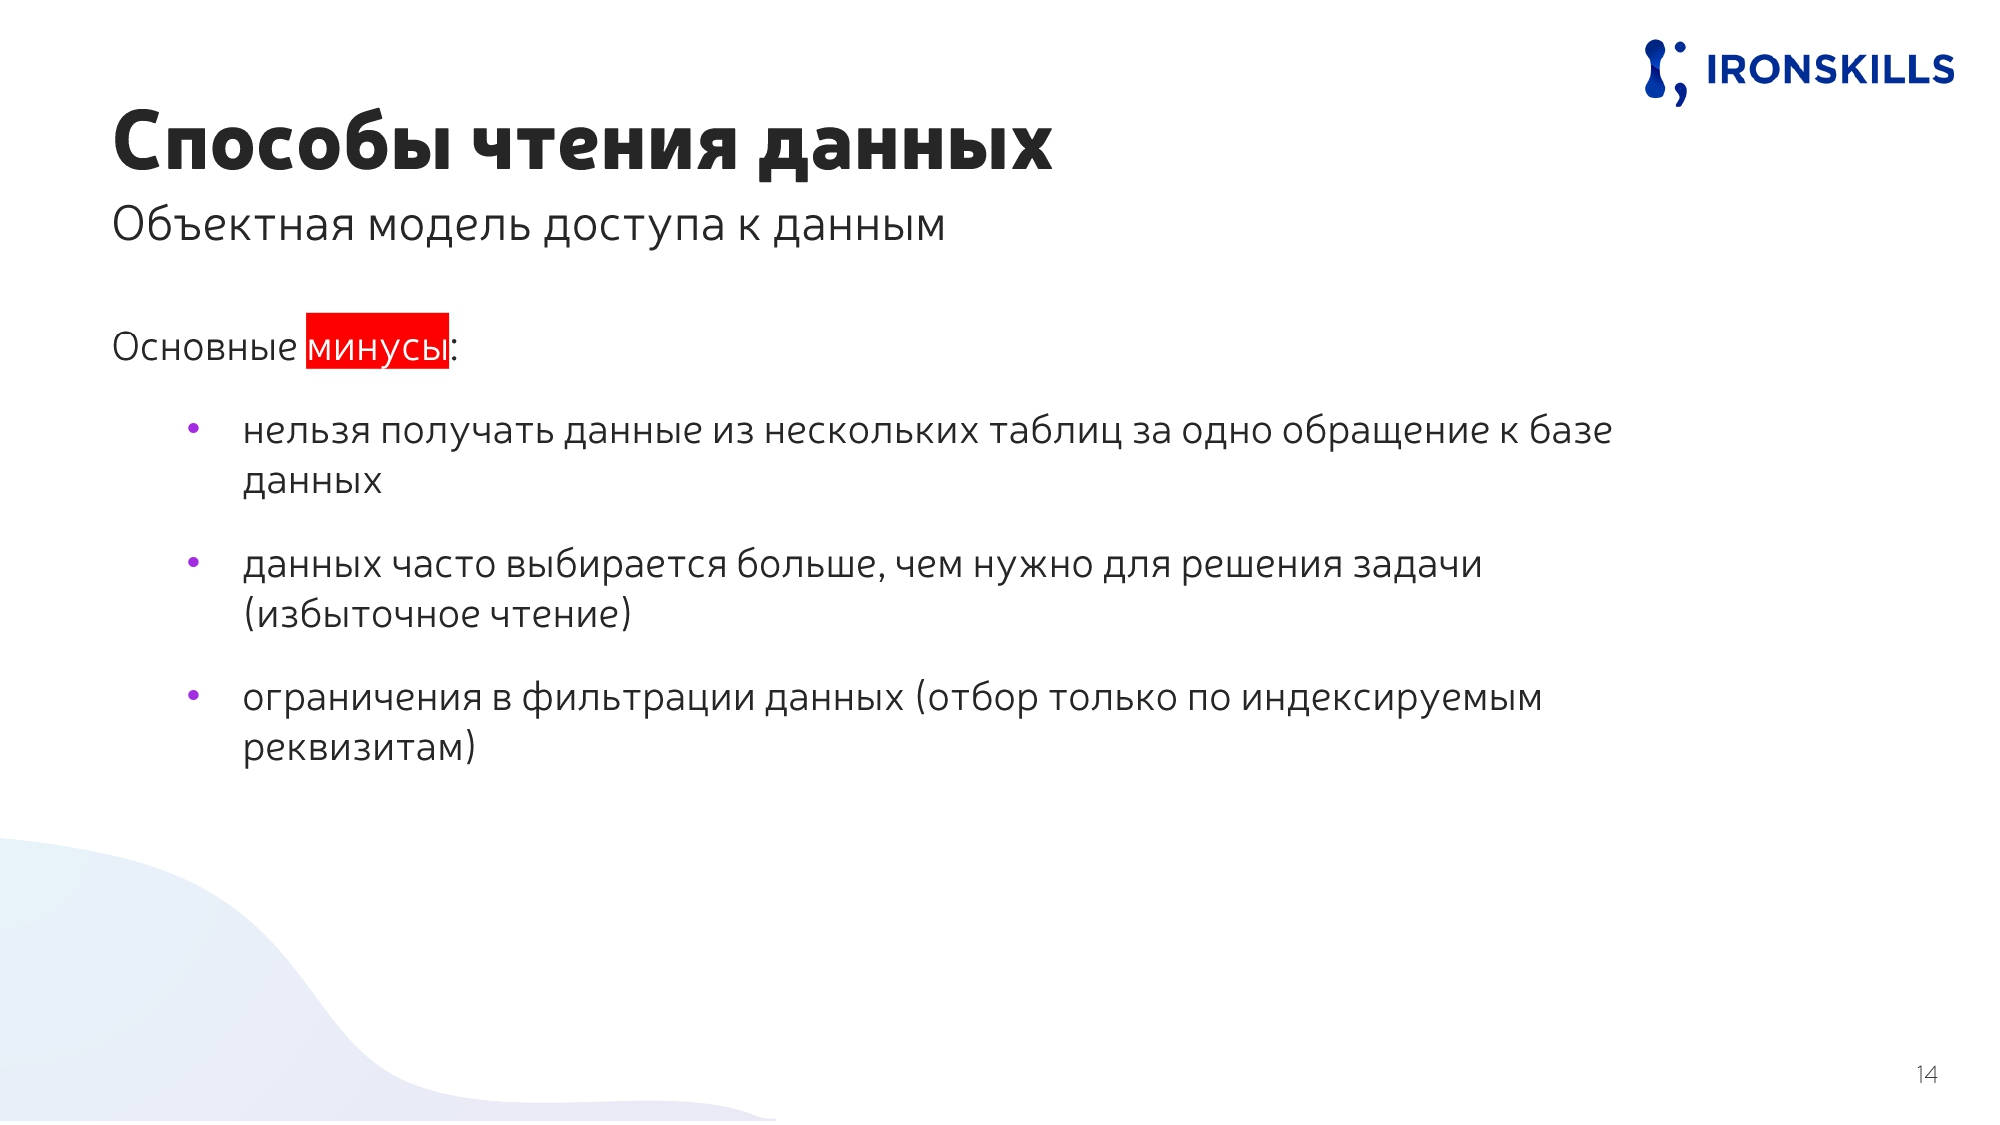 IRONSKILLS
Способы чтения данных
Объектная модель доступа к данным
Основные минусы:
• нельзя получать данные из нескольких таблиц за одно обращение к базе
данных
• данных часто выбирается больше, чем нужно для решения задачи
(избыточное чтение)
• ограничения в фильтрации данных (отбор только по индексируемым
реквизитам)
14